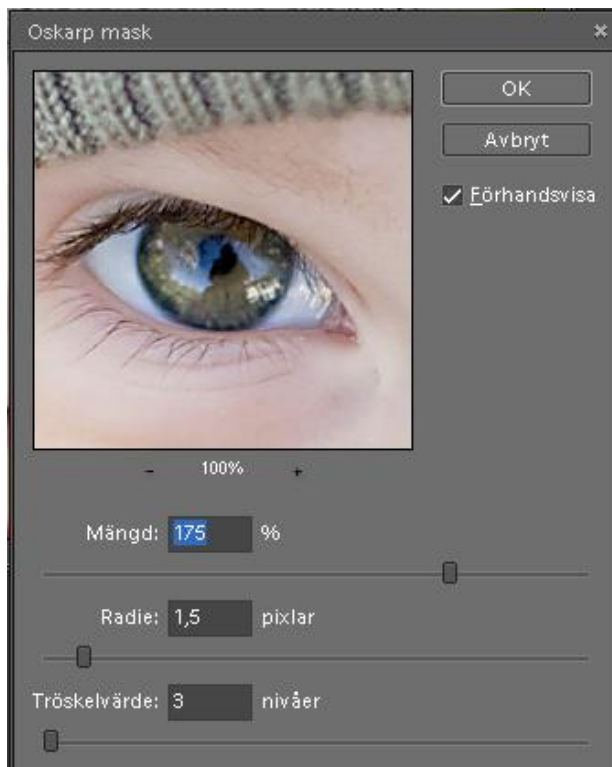 Oskarp mask
OK
Avbryt
Förhandsvisa
- 100% +
Mängd: 175 %
Radie: 1,5 pixlar
Tröskelvärde: 3 nivåer